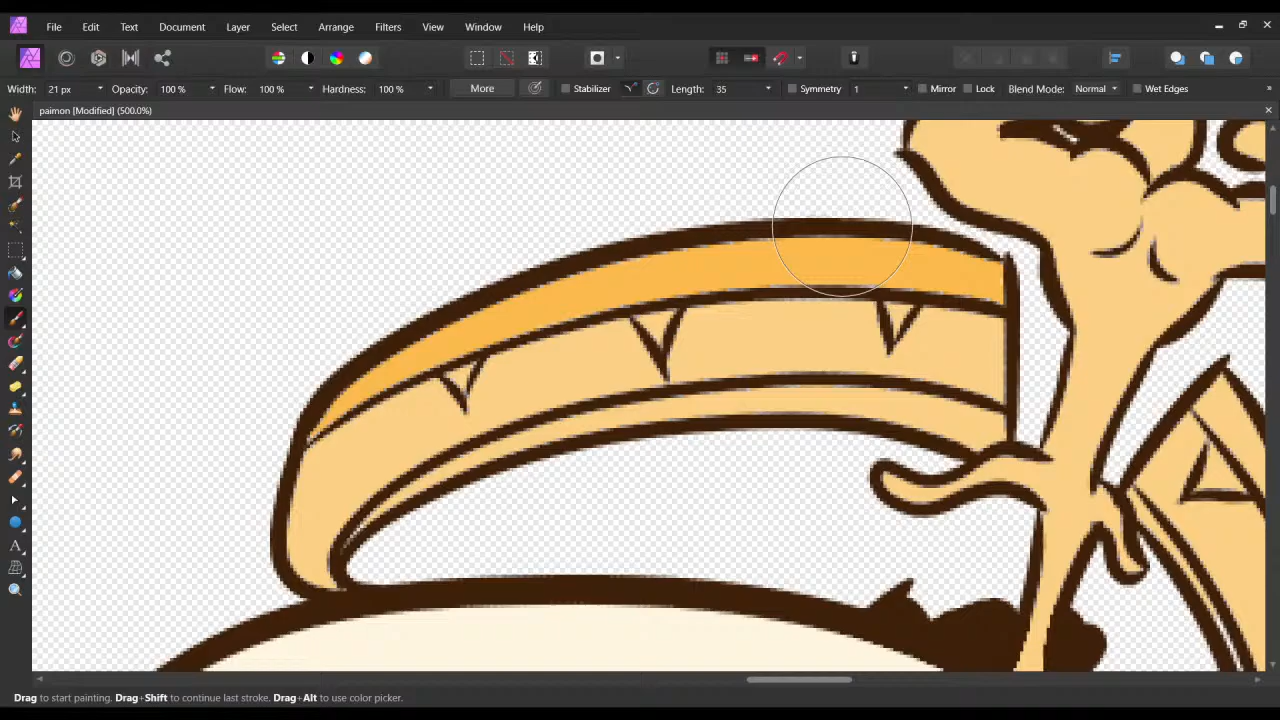 File Edit Text Document Layer Select Arrange Filters View Window Help
Width: 21 px Opacity: 100 % Flow: 100 % Hardness: 100 % More Stabilizer Length: 35 Symmetry 1 Mirror Lock Blend Mode: Normal Wet Edges »
paimon [Modified] (500.0%)
Drag to start painting. Drag+Shift to continue last stroke. Drag+Alt to use color picker.